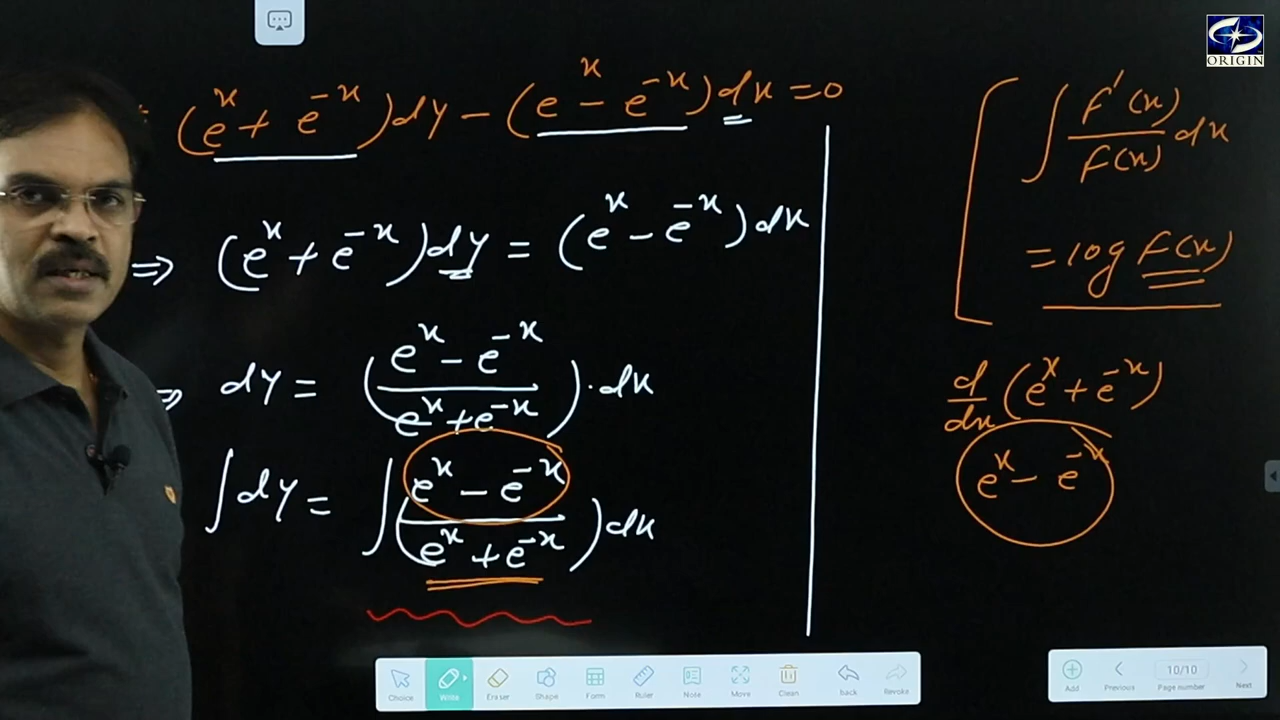 ORIGIN
(e^x + e^-x)dy - (e^x - e^-x)dx = 0
⇒ (e^x + e^-x)dy = (e^x - e^-x)dx
⇒ dy = ((e^x - e^-x)/(e^x + e^-x)).dx
∫dy = ∫((e^x - e^-x)/(e^x + e^-x))dx
∫ f'(x)/f(x) dx
= log f(x)
d/dx (e^x + e^-x)
e^x - e^-x
Choice Write Eraser Shape Form Ruler Note Move Clean back Revoke
Add Previous 10/10 Page number Next